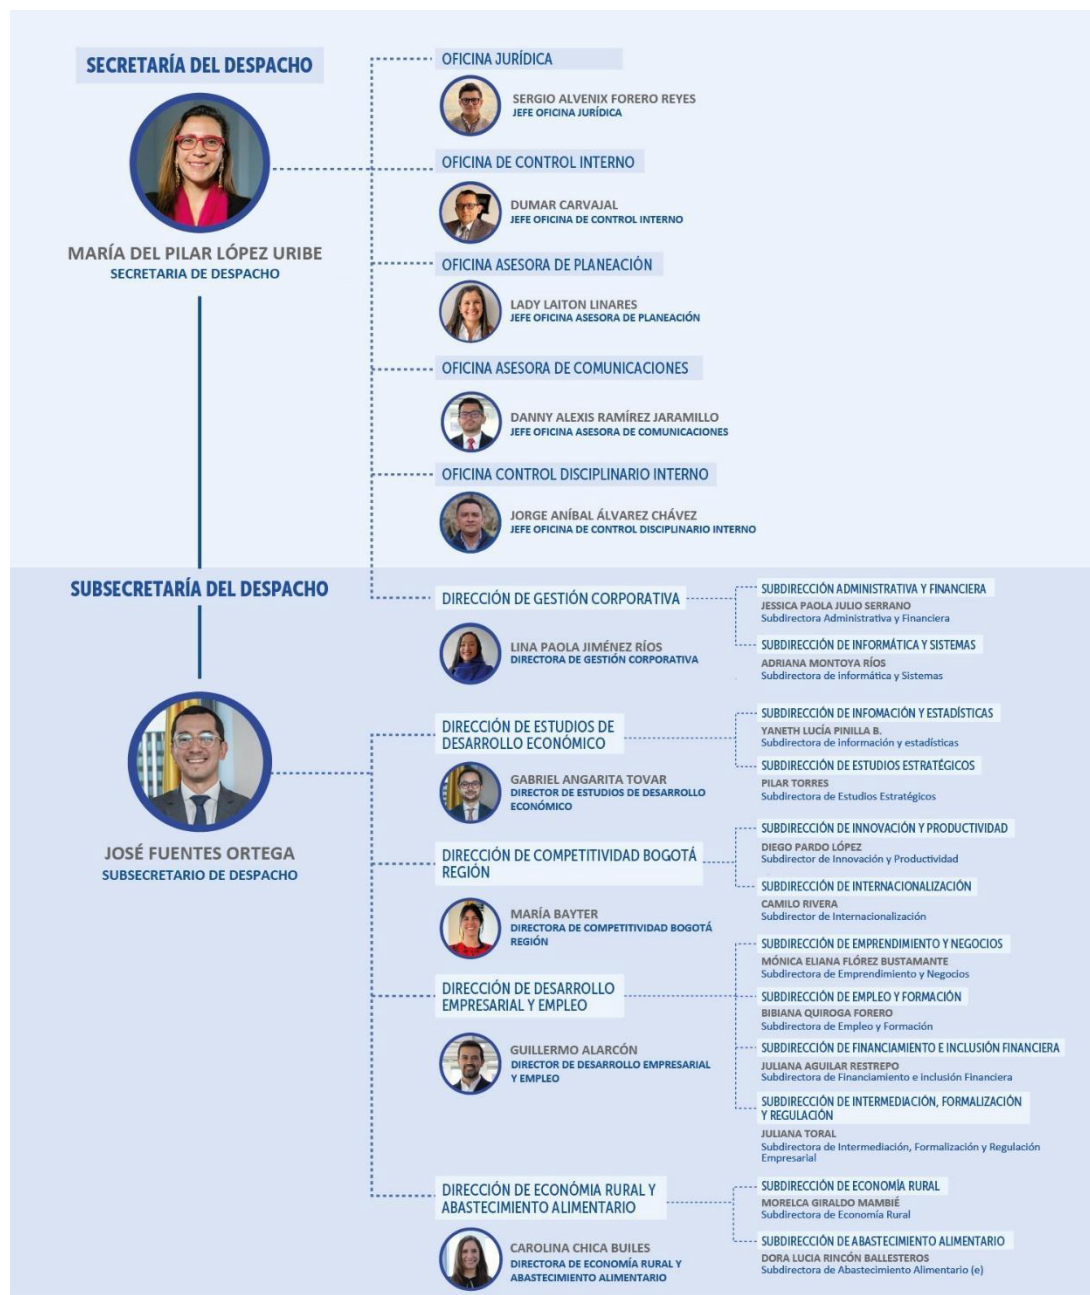 SECRETARÍA DEL DESPACHO
MARÍA DEL PILAR LÓPEZ URIBE
SECRETARIA DE DESPACHO
OFICINA JURÍDICA
SERGIO ALVENIX FORERO REYES
JEFE OFICINA JURÍDICA
OFICINA DE CONTROL INTERNO
DUMAR CARVAJAL
JEFE OFICINA DE CONTROL INTERNO
OFICINA ASESORA DE PLANEACIÓN
LADY LAITON LINARES
JEFE OFICINA ASESORA DE PLANEACIÓN
OFICINA ASESORA DE COMUNICACIONES
DANNY ALEXIS RAMÍREZ JARAMILLO
JEFE OFICINA ASESORA DE COMUNICACIONES
OFICINA CONTROL DISCIPLINARIO INTERNO
JORGE ANÍBAL ÁLVAREZ CHÁVEZ
JEFE OFICINA DE CONTROL DISCIPLINARIO INTERNO
DIRECCIÓN DE GESTIÓN CORPORATIVA
LINA PAOLA JIMÉNEZ RÍOS
DIRECTORA DE GESTIÓN CORPORATIVA
SUBDIRECCIÓN ADMINISTRATIVA Y FINANCIERA
JESSICA PAOLA JULIO SERRANO
Subdirectora Administrativa y Financiera
SUBDIRECCIÓN DE INFORMÁTICA Y SISTEMAS
ADRIANA MONTOYA RÍOS
Subdirectora de informática y Sistemas
SUBSECRETARÍA DEL DESPACHO
JOSÉ FUENTES ORTEGA
SUBSECRETARIO DE DESPACHO
DIRECCIÓN DE ESTUDIOS DE
DESARROLLO ECONÓMICO
GABRIEL ANGARITA TOVAR
DIRECTOR DE ESTUDIOS DE DESARROLLO
ECONÓMICO
SUBDIRECCIÓN DE INFOMACIÓN Y ESTADÍSTICAS
YANETH LUCÍA PINILLA B.
Subdirectora de información y estadísticas
SUBDIRECCIÓN DE ESTUDIOS ESTRATÉGICOS
PILAR TORRES
Subdirectora de Estudios Estratégicos
DIRECCIÓN DE COMPETITIVIDAD BOGOTÁ
REGIÓN
MARÍA BAYTER
DIRECTORA DE COMPETITIVIDAD BOGOTÁ
REGIÓN
SUBDIRECCIÓN DE INNOVACIÓN Y PRODUCTIVIDAD
DIEGO PARDO LÓPEZ
Subdirector de Innovación y Productividad
SUBDIRECCIÓN DE INTERNACIONALIZACIÓN
CAMILO RIVERA
Subdirector de Internacionalización
DIRECCIÓN DE DESARROLLO
EMPRESARIAL Y EMPLEO
GUILLERMO ALARCÓN
DIRECTOR DE DESARROLLO EMPRESARIAL
Y EMPLEO
SUBDIRECCIÓN DE EMPRENDIMIENTO Y NEGOCIOS
MÓNICA ELIANA FLÓREZ BUSTAMANTE
Subdirectora de Emprendimiento y Negocios
SUBDIRECCIÓN DE EMPLEO Y FORMACIÓN
BIBIANA QUIROGA FORERO
Subdirectora de Empleo y Formación
SUBDIRECCIÓN DE FINANCIAMIENTO E INCLUSIÓN FINANCIERA
JULIANA AGUILAR RESTREPO
Subdirectora de Financiamiento e inclusión Financiera
SUBDIRECCIÓN DE INTERMEDIACIÓN, FORMALIZACIÓN
Y REGULACIÓN
JULIANA TORAL
Subdirectora de Intermediación, Formalización y Regulación
Empresarial
DIRECCIÓN DE ECONÓMIA RURAL Y
ABASTECIMIENTO ALIMENTARIO
CAROLINA CHICA BUILES
DIRECTORA DE ECONOMÍA RURAL Y
ABASTECIMIENTO ALIMENTARIO
SUBDIRECCIÓN DE ECONOMÍA RURAL
MORELCA GIRALDO MAMBIÉ
Subdirectora de Economía Rural
SUBDIRECCIÓN DE ABASTECIMIENTO ALIMENTARIO
DORA LUCIA RINCÓN BALLESTEROS
Subdirectora de Abastecimiento Alimentario (e)